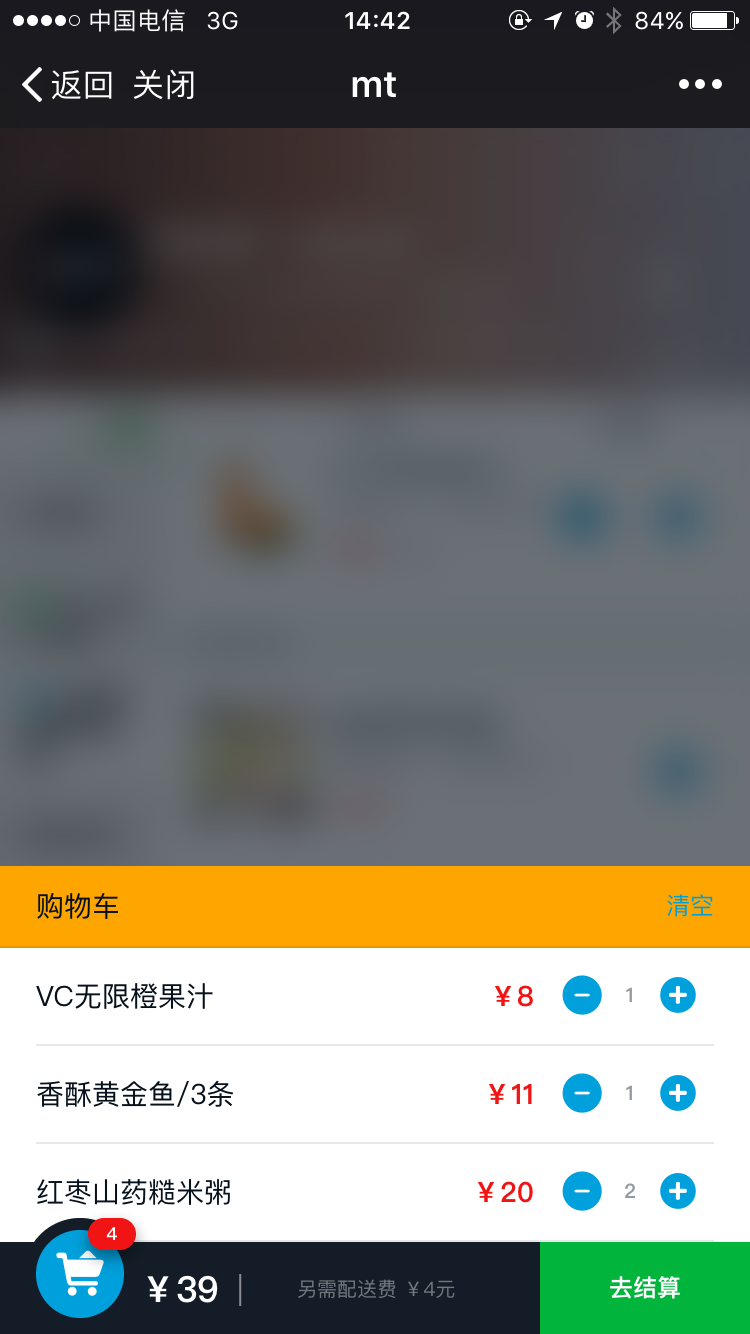 中国电信 3G 14:42 84%
返回 关闭 mt
购物车 清空
VC无限橙果汁 ¥8 1
香酥黄金鱼/3条 ¥11 1
红枣山药糙米粥 ¥20 2
4
¥39 另需配送费 ¥4元 去结算